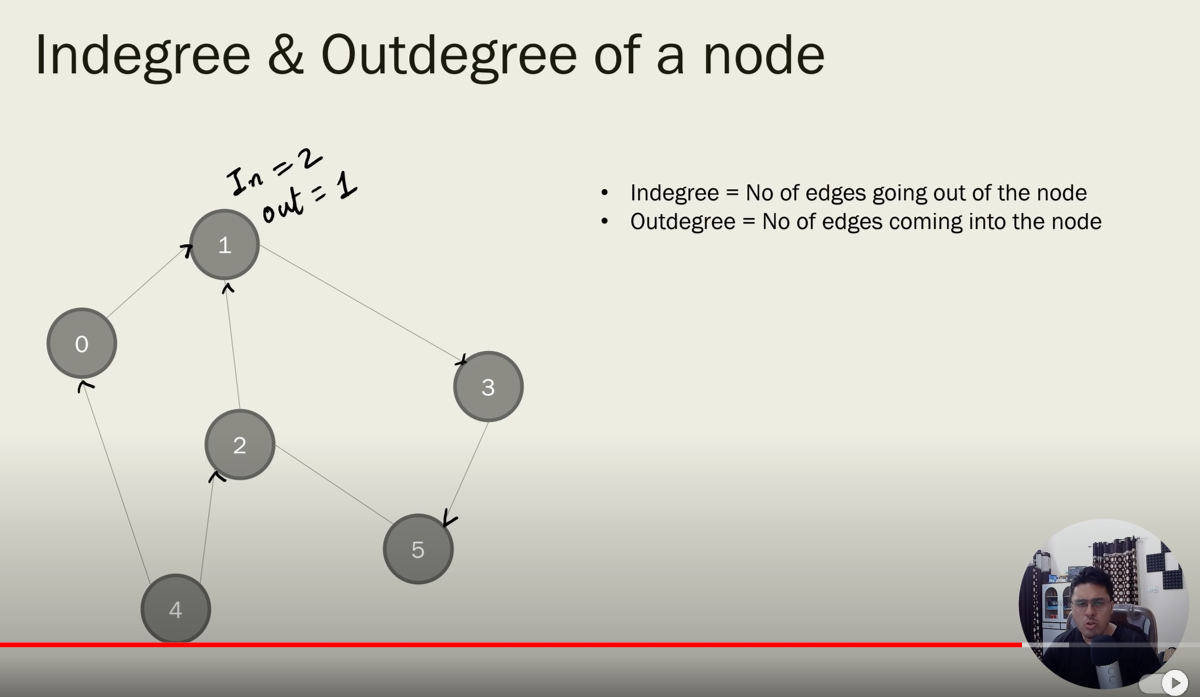 Indegree & Outdegree of a node
In = 2
out = 1
• Indegree = No of edges going out of the node
• Outdegree = No of edges coming into the node
1
0
3
2
5
4